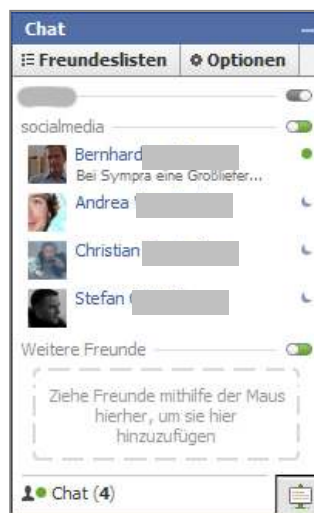 Chat
Freundeslisten Optionen
socialmedia
Bernhard
Bei Sympra eine Großliefer...
Andrea
Christian
Stefan
Weitere Freunde
Ziehe Freunde mithilfe der Maus
hierher, um sie hier
hinzuzufügen
Chat (4)